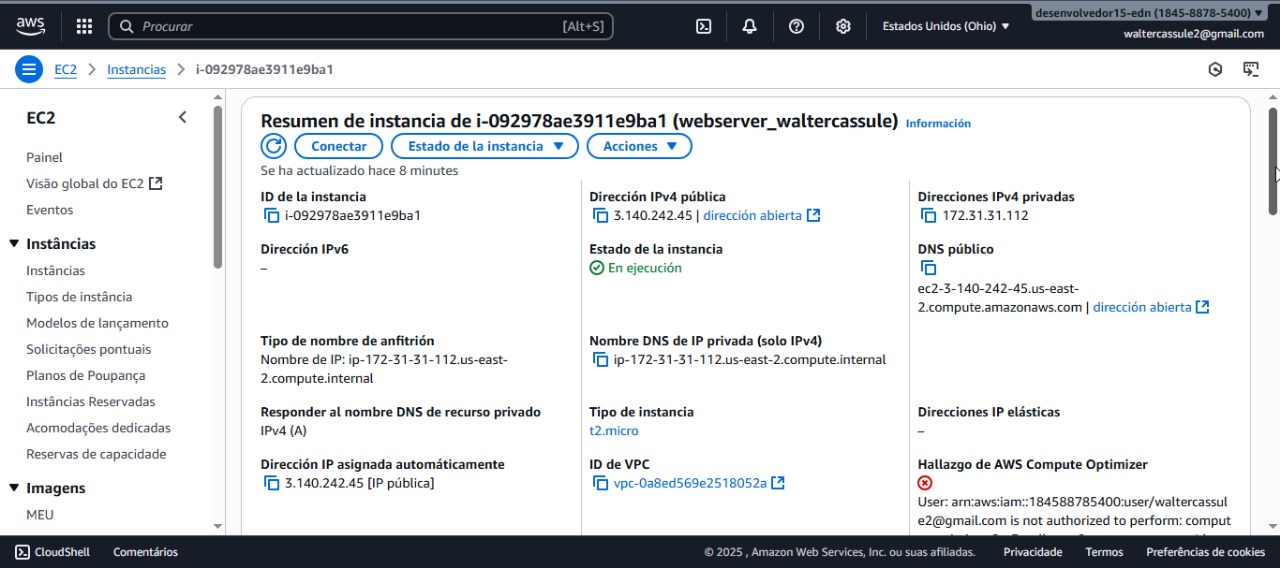 aws
Procurar
[Alt+S]
Estados Unidos (Ohio)
desenvolvedor15-edn (1845-8878-5400)
waltercassule2@gmail.com
EC2
Instancias
i-092978ae3911e9ba1
EC2
Painel
Visão global do EC2
Eventos
Instâncias
Instâncias
Tipos de instância
Modelos de lançamento
Solicitações pontuais
Planos de Poupança
Instâncias Reservadas
Acomodações dedicadas
Reservas de capacidade
Imagens
MEU
Resumen de instancia de i-092978ae3911e9ba1 (webserver_waltercassule) Información
Conectar
Estado de la instancia
Acciones
Se ha actualizado hace 8 minutes
ID de la instancia
i-092978ae3911e9ba1
Dirección IPv4 pública
3.140.242.45 | dirección abierta
Direcciones IPv4 privadas
172.31.31.112
Dirección IPv6
–
Estado de la instancia
En ejecución
DNS público
ec2-3-140-242-45.us-east-
2.compute.amazonaws.com | dirección abierta
Tipo de nombre de anfitrión
Nombre de IP: ip-172-31-31-112.us-east-
2.compute.internal
Nombre DNS de IP privada (solo IPv4)
ip-172-31-31-112.us-east-2.compute.internal
Responder al nombre DNS de recurso privado
IPv4 (A)
Tipo de instancia
t2.micro
Direcciones IP elásticas
–
Dirección IP asignada automáticamente
3.140.242.45 [IP pública]
ID de VPC
vpc-0a8ed569e2518052a
Hallazgo de AWS Compute Optimizer
User: arn:aws:iam::184588785400:user/waltercassul
e2@gmail.com is not authorized to perform: comput
CloudShell
Comentários
© 2025 , Amazon Web Services, Inc. ou suas afiliadas.
Privacidade
Termos
Preferências de cookies